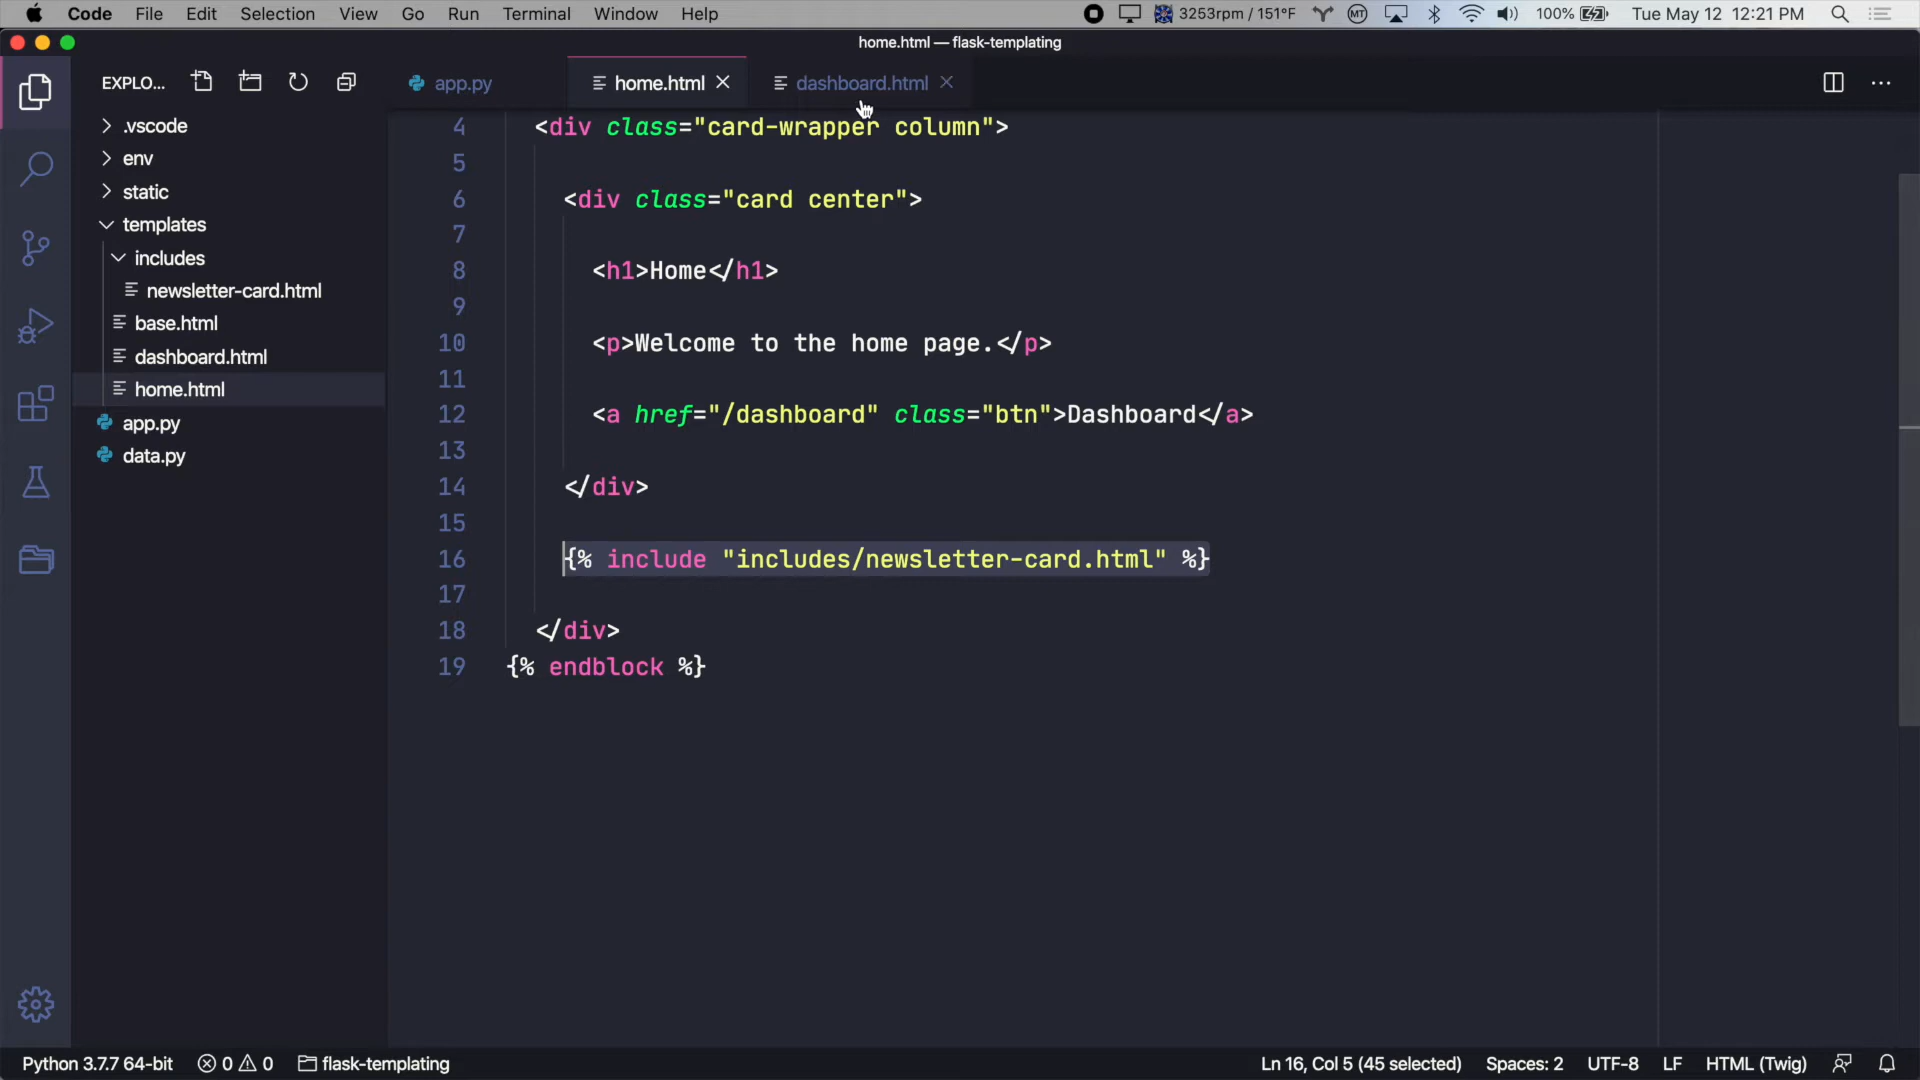 Code File Edit Selection View Go Run Terminal Window Help 3253rpm / 151°F MT 100% Tue May 12 12:21 PM
home.html — flask-templating
EXPLO...
app.py home.html dashboard.html
.vscode
env
static
templates
includes
newsletter-card.html
base.html
dashboard.html
home.html
app.py
data.py
4 <div class="card-wrapper column">
5
6 <div class="card center">
7
8 <h1>Home</h1>
9
10 <p>Welcome to the home page.</p>
11
12 <a href="/dashboard" class="btn">Dashboard</a>
13
14 </div>
15
16 {% include "includes/newsletter-card.html" %}
17
18 </div>
19 {% endblock %}
Python 3.7.7 64-bit 0 0 flask-templating Ln 16, Col 5 (45 selected) Spaces: 2 UTF-8 LF HTML (Twig)